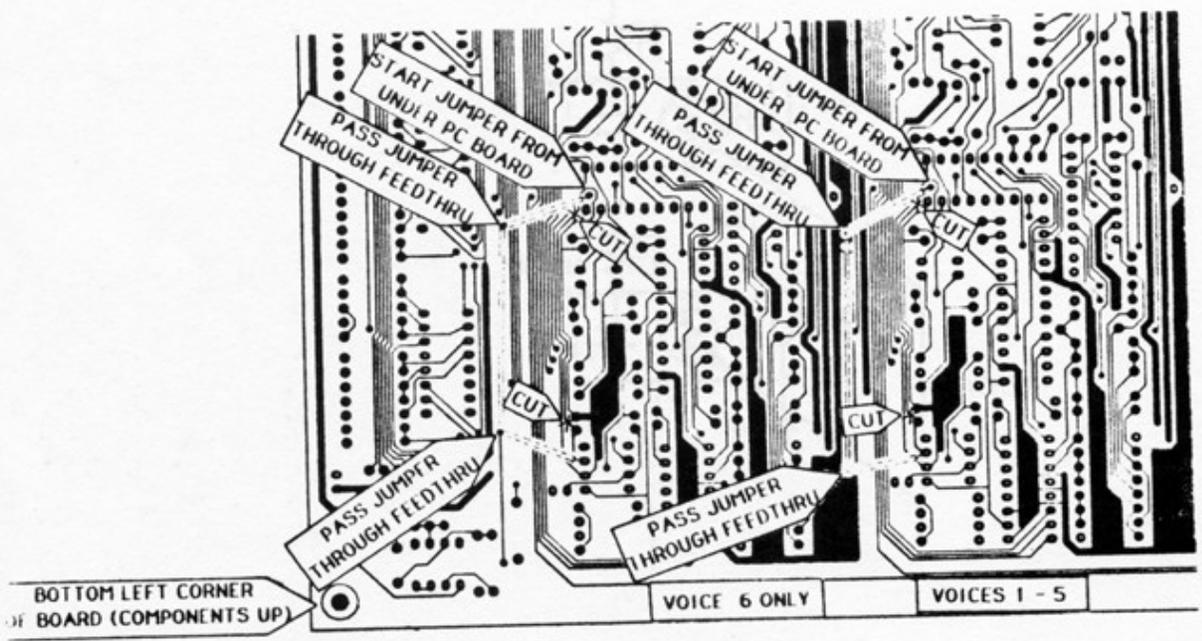 START JUMPER FROM
UNDER PC BOARD
PASS JUMPER
THROUGH FEEDTHRU
START JUMPER FROM
UNDER PC BOARD
PASS JUMPER
THROUGH FEEDTHRU
CUT
CUT
CUT
CUT
PASS JUMPER
THROUGH FEEDTHRU
PASS JUMPER
THROUGH FEEDTHRU
BOTTOM LEFT CORNER
OF BOARD (COMPONENTS UP)
VOICE 6 ONLY
VOICES 1 - 5